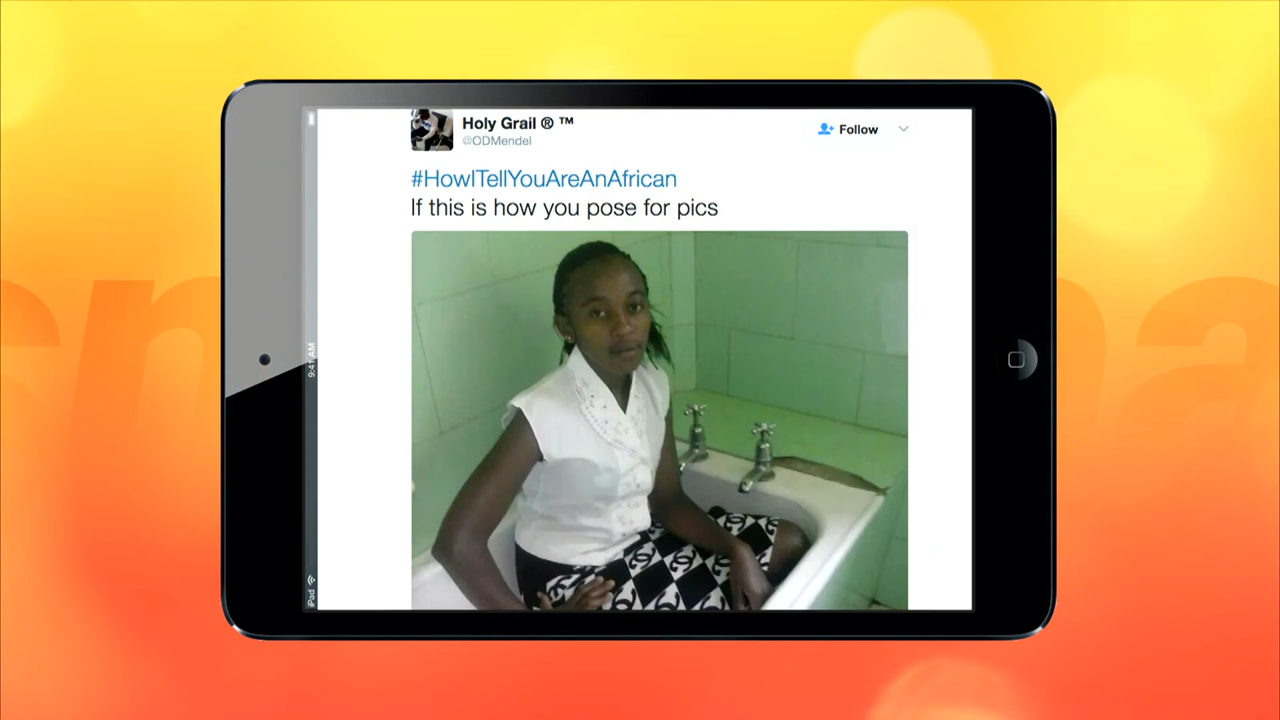 Holy Grail ® ™
@ODMendel
Follow
#HowITellYouAreAnAfrican
If this is how you pose for pics
9:41 AM
iPad